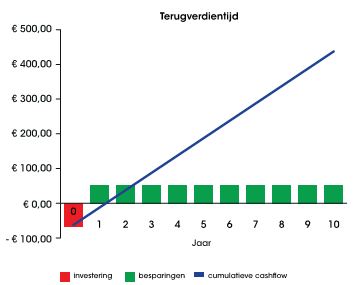 Terugverdientijd
€ 500,00
€ 400,00
€ 300,00
€ 200,00
€ 100,00
€ 0,00
- € 100,00
0
1 2 3 4 5 6 7 8 9 10
Jaar
investering besparingen cumulatieve cashflow